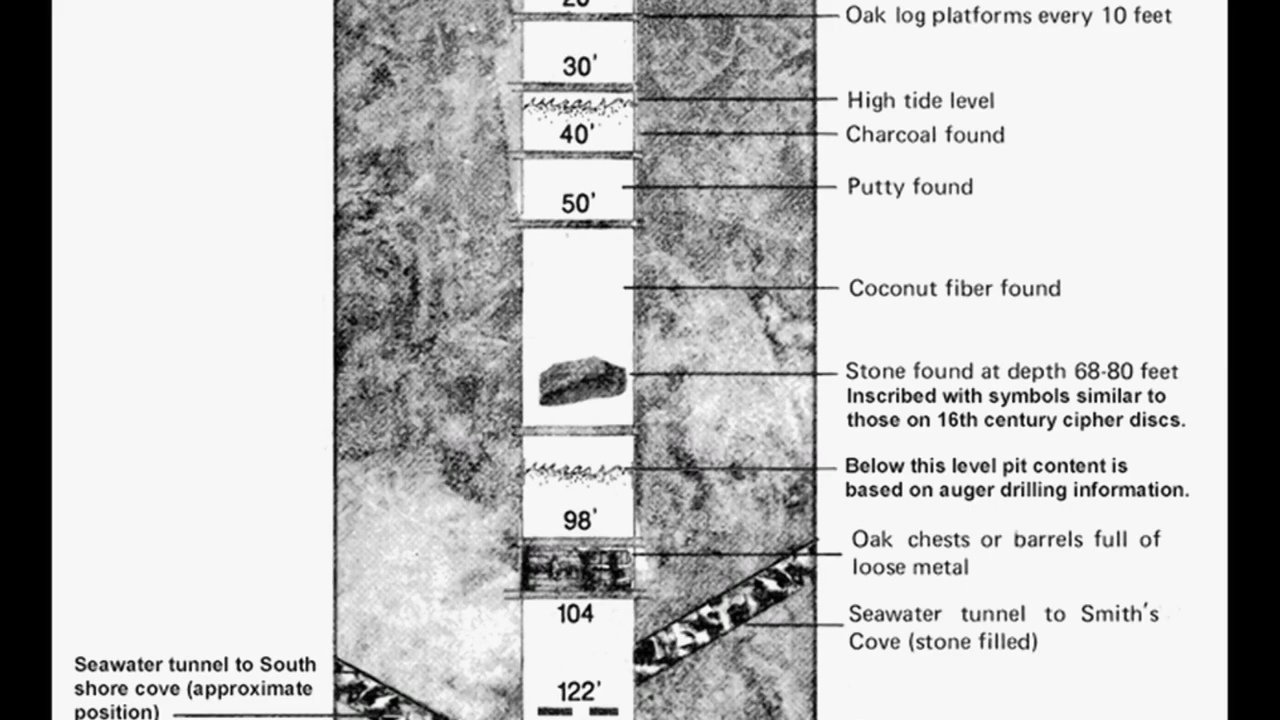 20'
Oak log platforms every 10 feet
30'
High tide level
40'
Charcoal found
Putty found
50'
Coconut fiber found
Stone found at depth 68-80 feet
Inscribed with symbols similar to
those on 16th century cipher discs.
Below this level pit content is
based on auger drilling information.
98'
Oak chests or barrels full of
loose metal
104
Seawater tunnel to Smith's
Cove (stone filled)
Seawater tunnel to South
shore cove (approximate
position)
122'